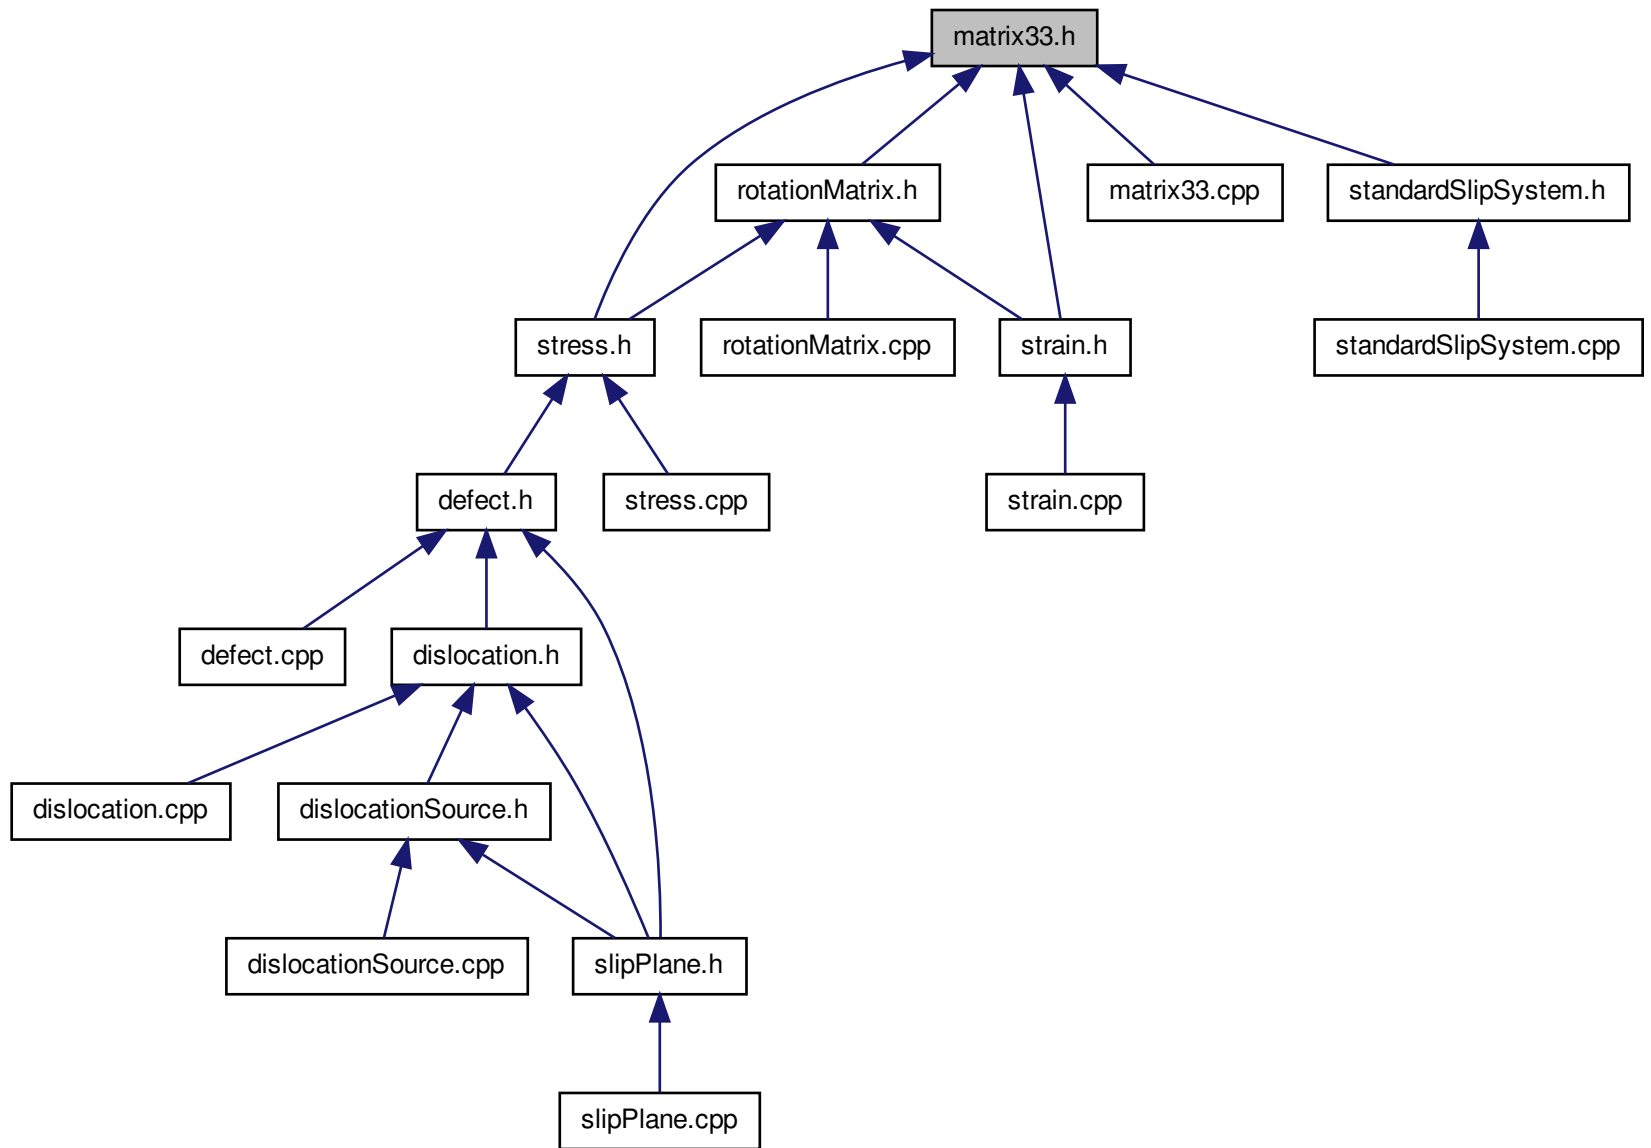 matrix33.h
rotationMatrix.h
matrix33.cpp
standardSlipSystem.h
stress.h
rotationMatrix.cpp
strain.h
standardSlipSystem.cpp
defect.h
stress.cpp
strain.cpp
defect.cpp
dislocation.h
dislocation.cpp
dislocationSource.h
dislocationSource.cpp
slipPlane.h
slipPlane.cpp